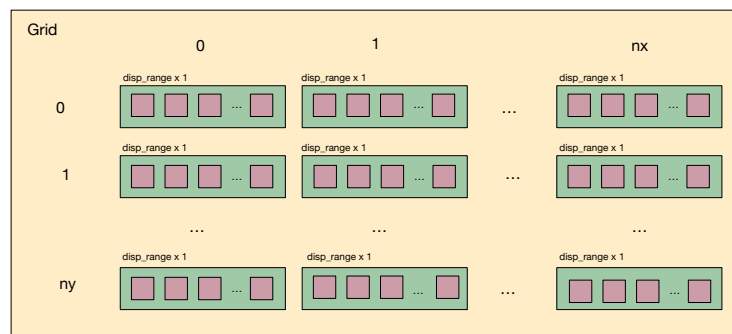 Grid
0 1 nx
disp_range x 1 disp_range x 1 disp_range x 1
0 ... ... ... ...
disp_range x 1 disp_range x 1 disp_range x 1
1 ... ... ... ...
... ... ...
disp_range x 1 disp_range x 1 disp_range x 1
ny ... ... ... ...